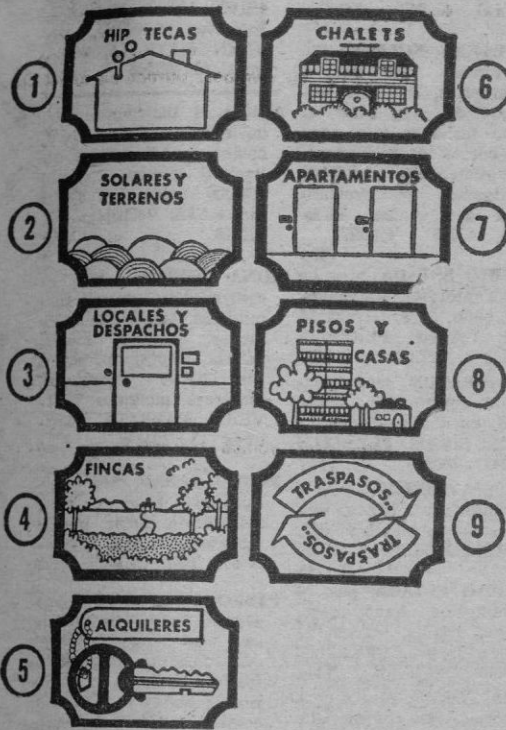 1
HIP TECAS
2
SOLARES Y
TERRENOS
3
LOCALES Y
DESPACHOS
4
FINCAS
5
ALQUILERES
6
CHALETS
7
APARTAMENTOS
8
PISOS Y
CASAS
9
TRASPASOS..
TRASPASOS..